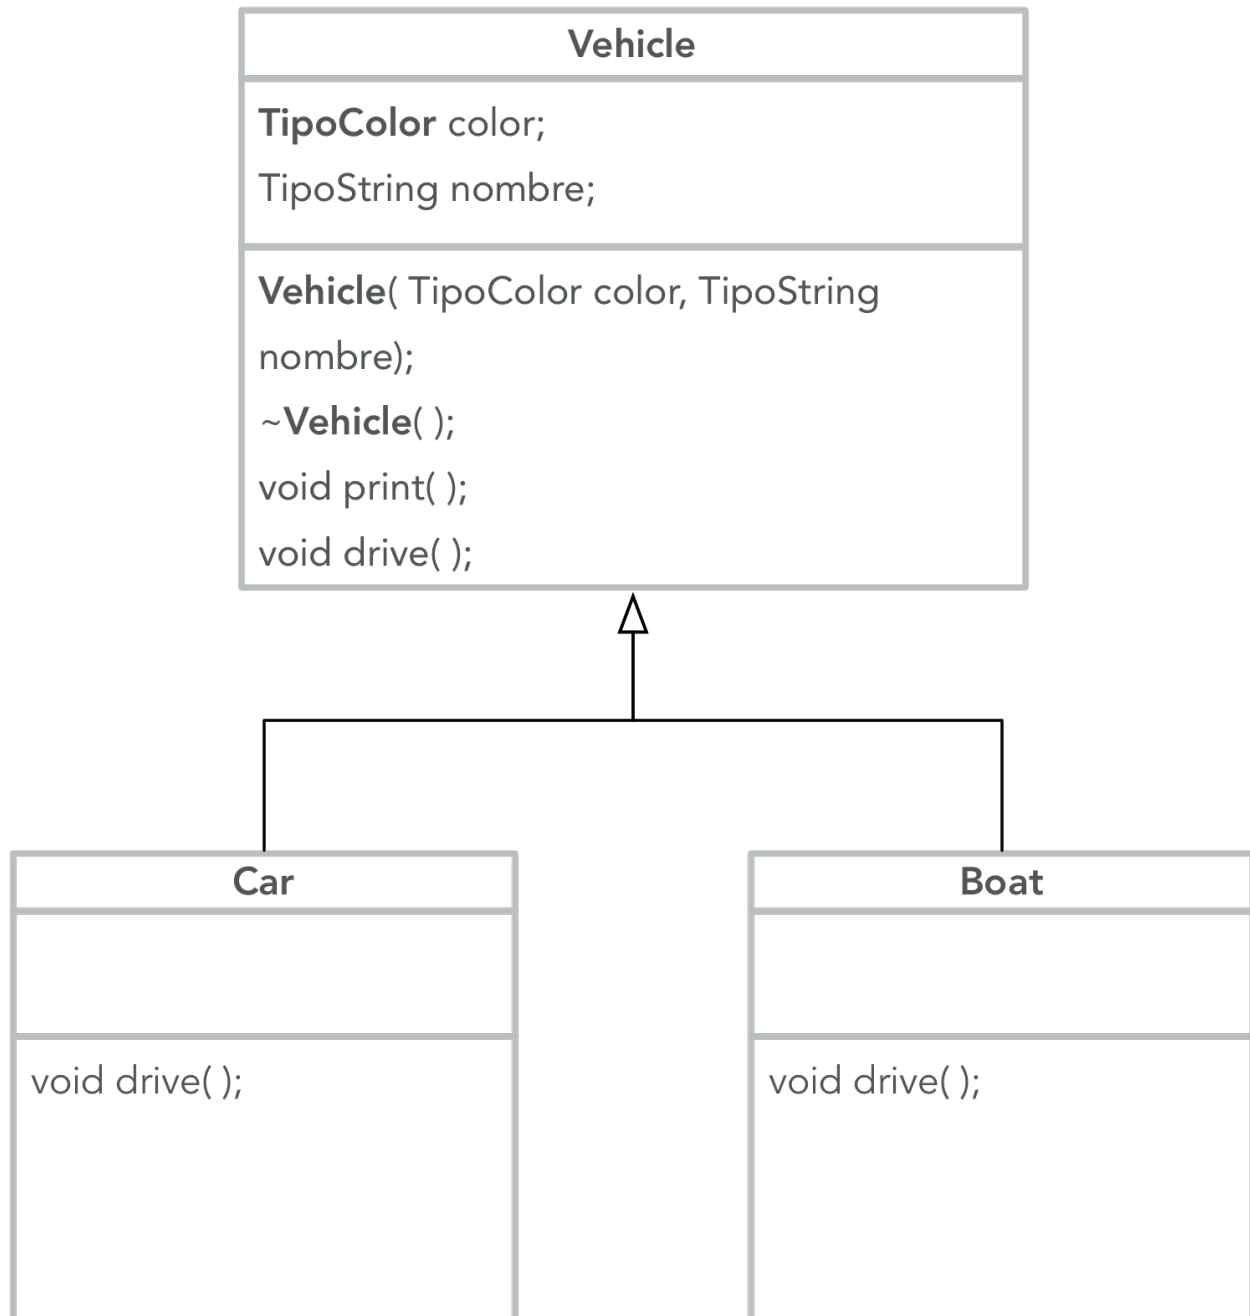 Vehicle
TipoColor color;
TipoString nombre;
Vehicle( TipoColor color, TipoString
nombre);
~Vehicle( );
void print( );
void drive( );
Car
void drive( );
Boat
void drive( );